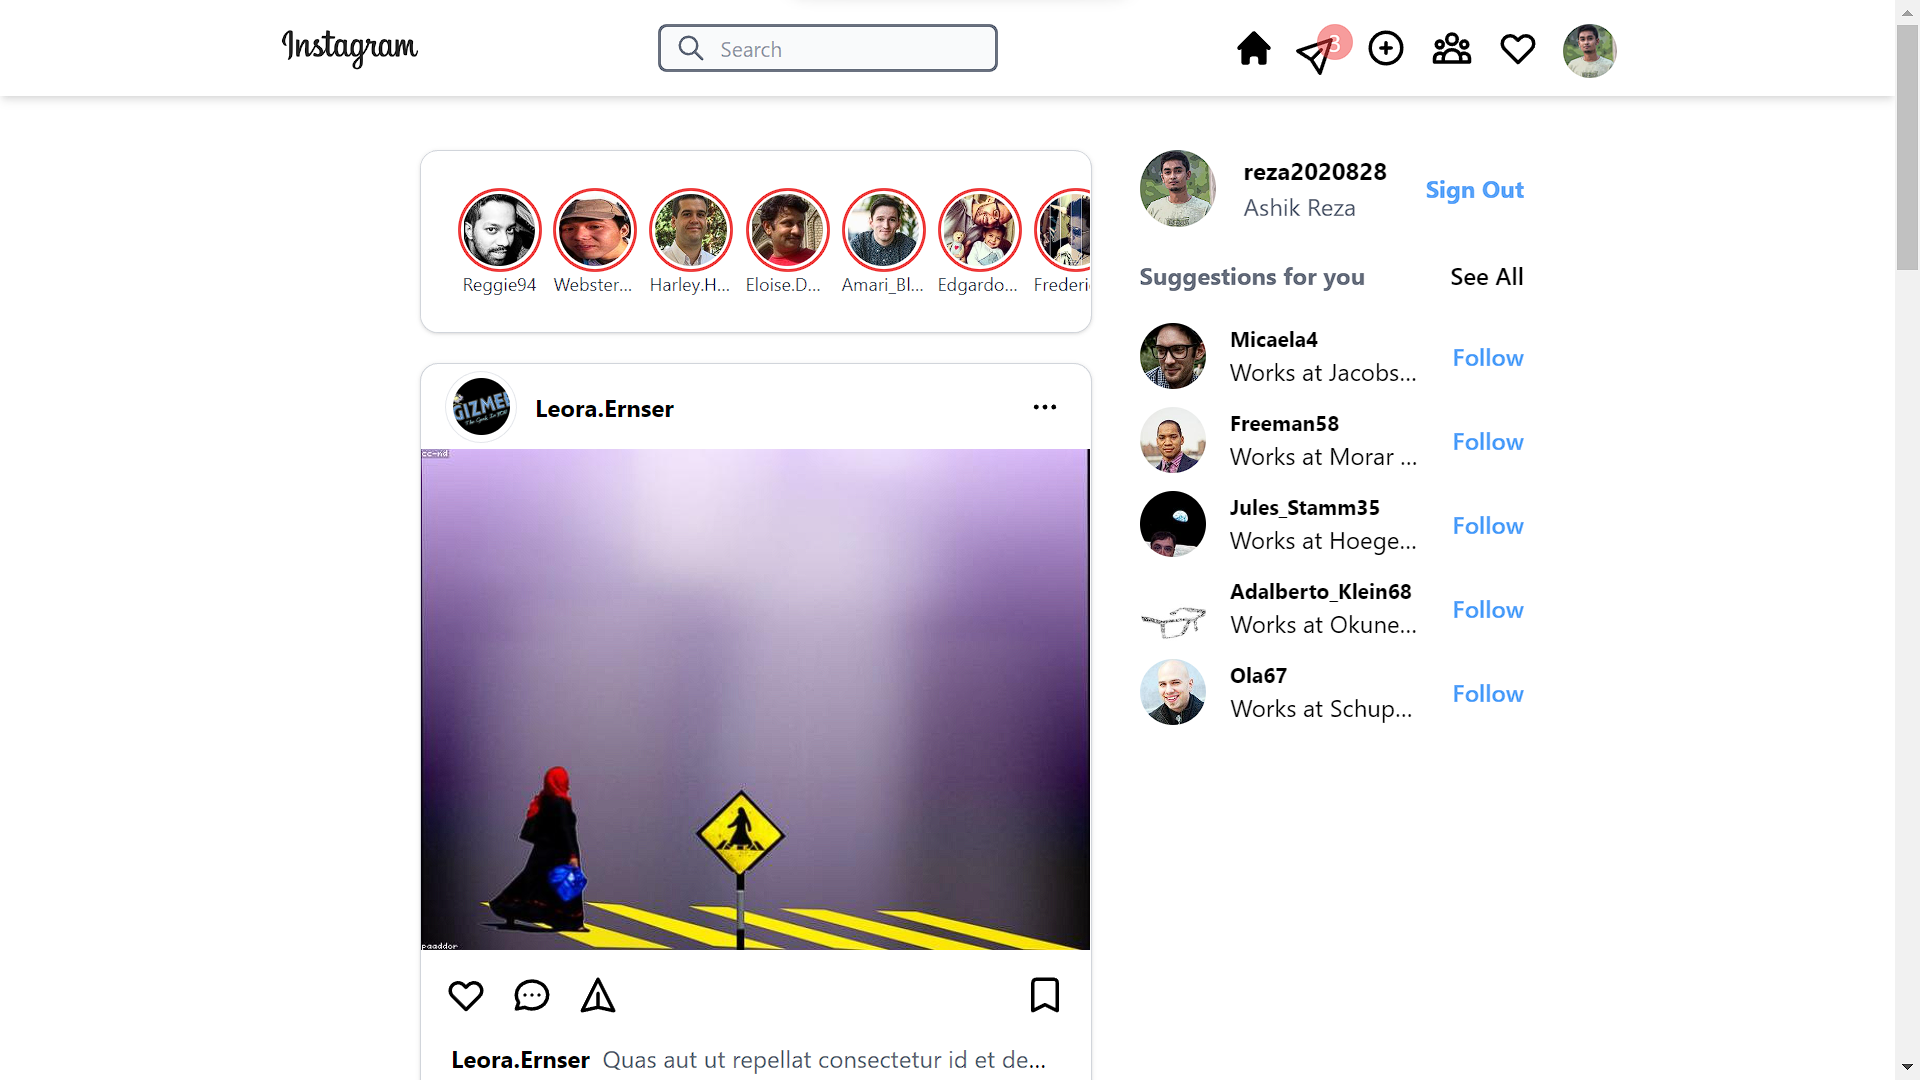 Instagram
Search
3
Reggie94
Webster...
Harley.H...
Eloise.D...
Amari_Bl...
Edgardo...
Frederi
reza2020828
Ashik Reza
Sign Out
Suggestions for you
See All
Micaela4
Works at Jacobs...
Follow
Freeman58
Works at Morar ...
Follow
Jules_Stamm35
Works at Hoege...
Follow
Adalberto_Klein68
Works at Okune...
Follow
Ola67
Works at Schup...
Follow
Leora.Ernser
cc-nd
paaddor
Leora.Ernser Quas aut ut repellat consectetur id et de...